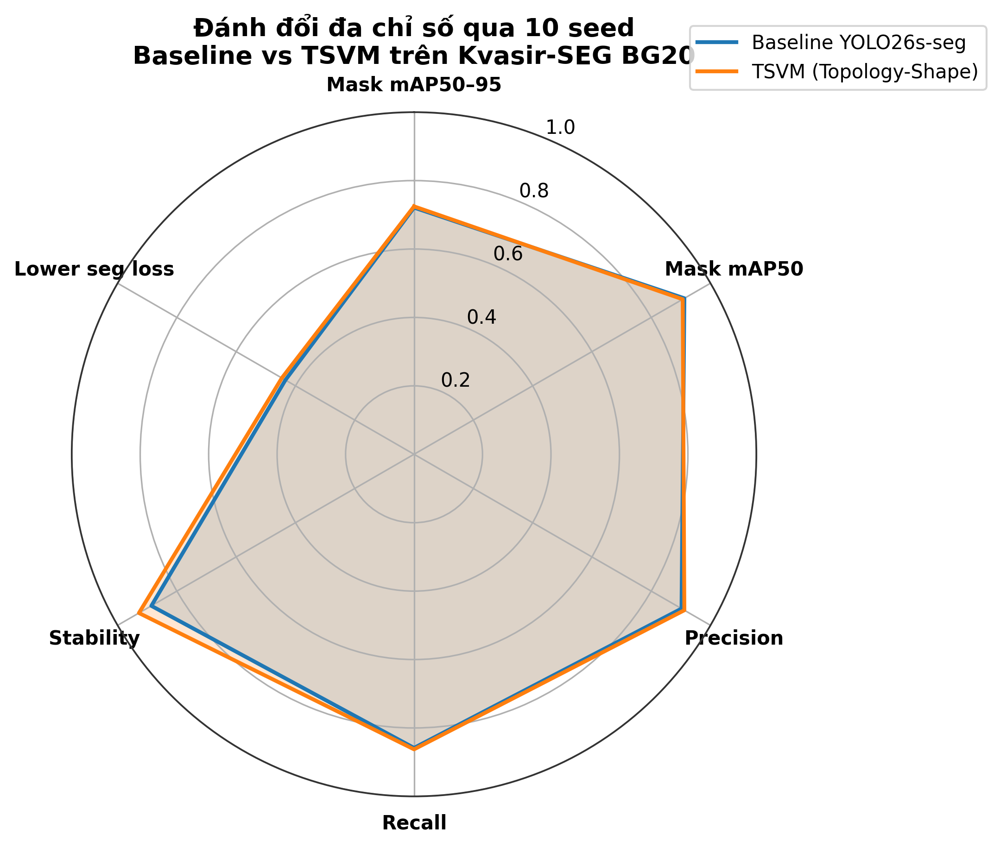 Đánh đổi đa chỉ số qua 10 seed
Baseline vs TSVM trên Kvasir-SEG BG20
Baseline YOLO26s-seg
TSVM (Topology-Shape)
Mask mAP50–95
1.0
0.8
0.6
Lower seg loss
Mask mAP50
0.4
0.2
Stability
Precision
Recall